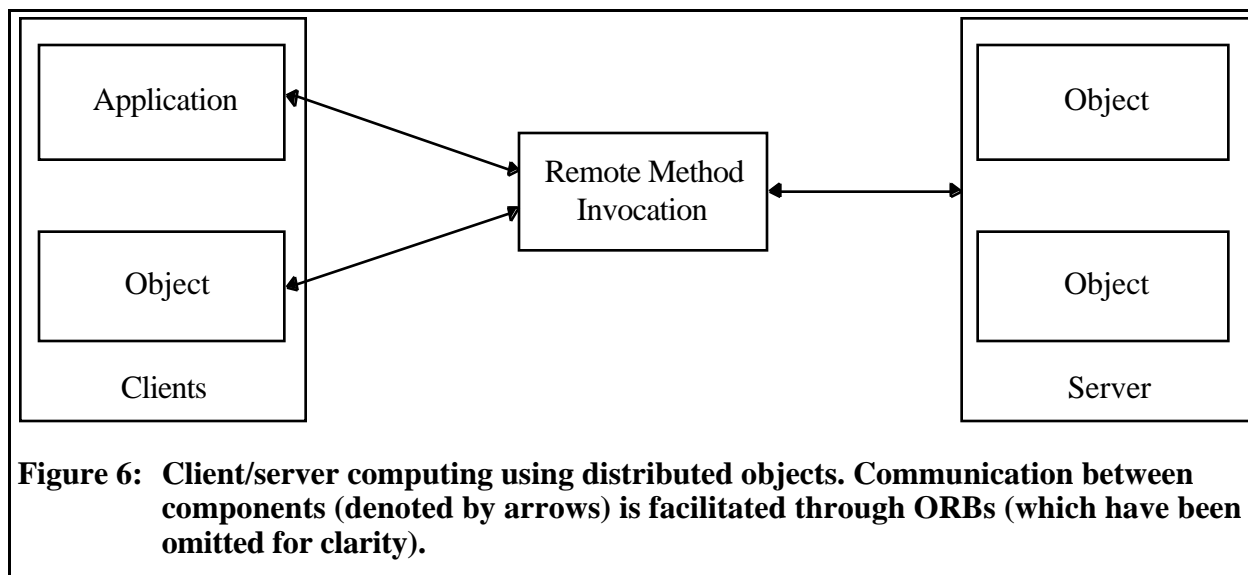 Application
Object
Clients
Remote Method
Invocation
Object
Object
Server
Figure 6: Client/server computing using distributed objects. Communication between
components (denoted by arrows) is facilitated through ORBs (which have been
omitted for clarity).